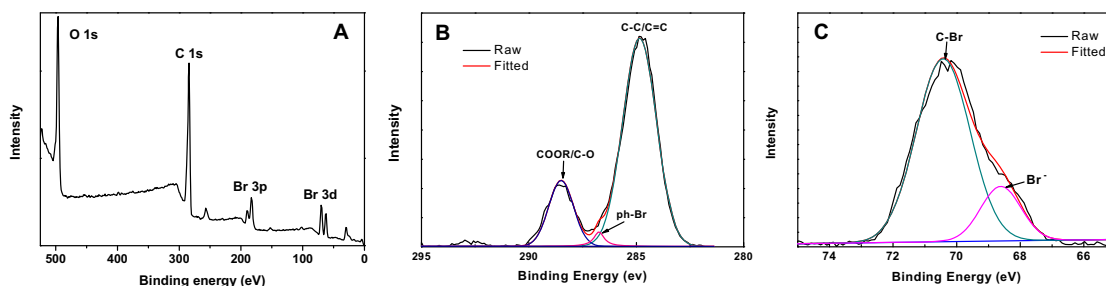 A
O 1s
C 1s
Br 3p
Br 3d
Intensity
500 400 300 200 100 0
Binding energy (eV)
B
C-C/C=C
Raw
Fitted
COOR/C-O
ph-Br
Intensity
295 290 285 280
Binding Energy (ev)
C
C-Br
Raw
Fitted
Br -
Intensity
74 72 70 68 66
Binding Energy (eV)